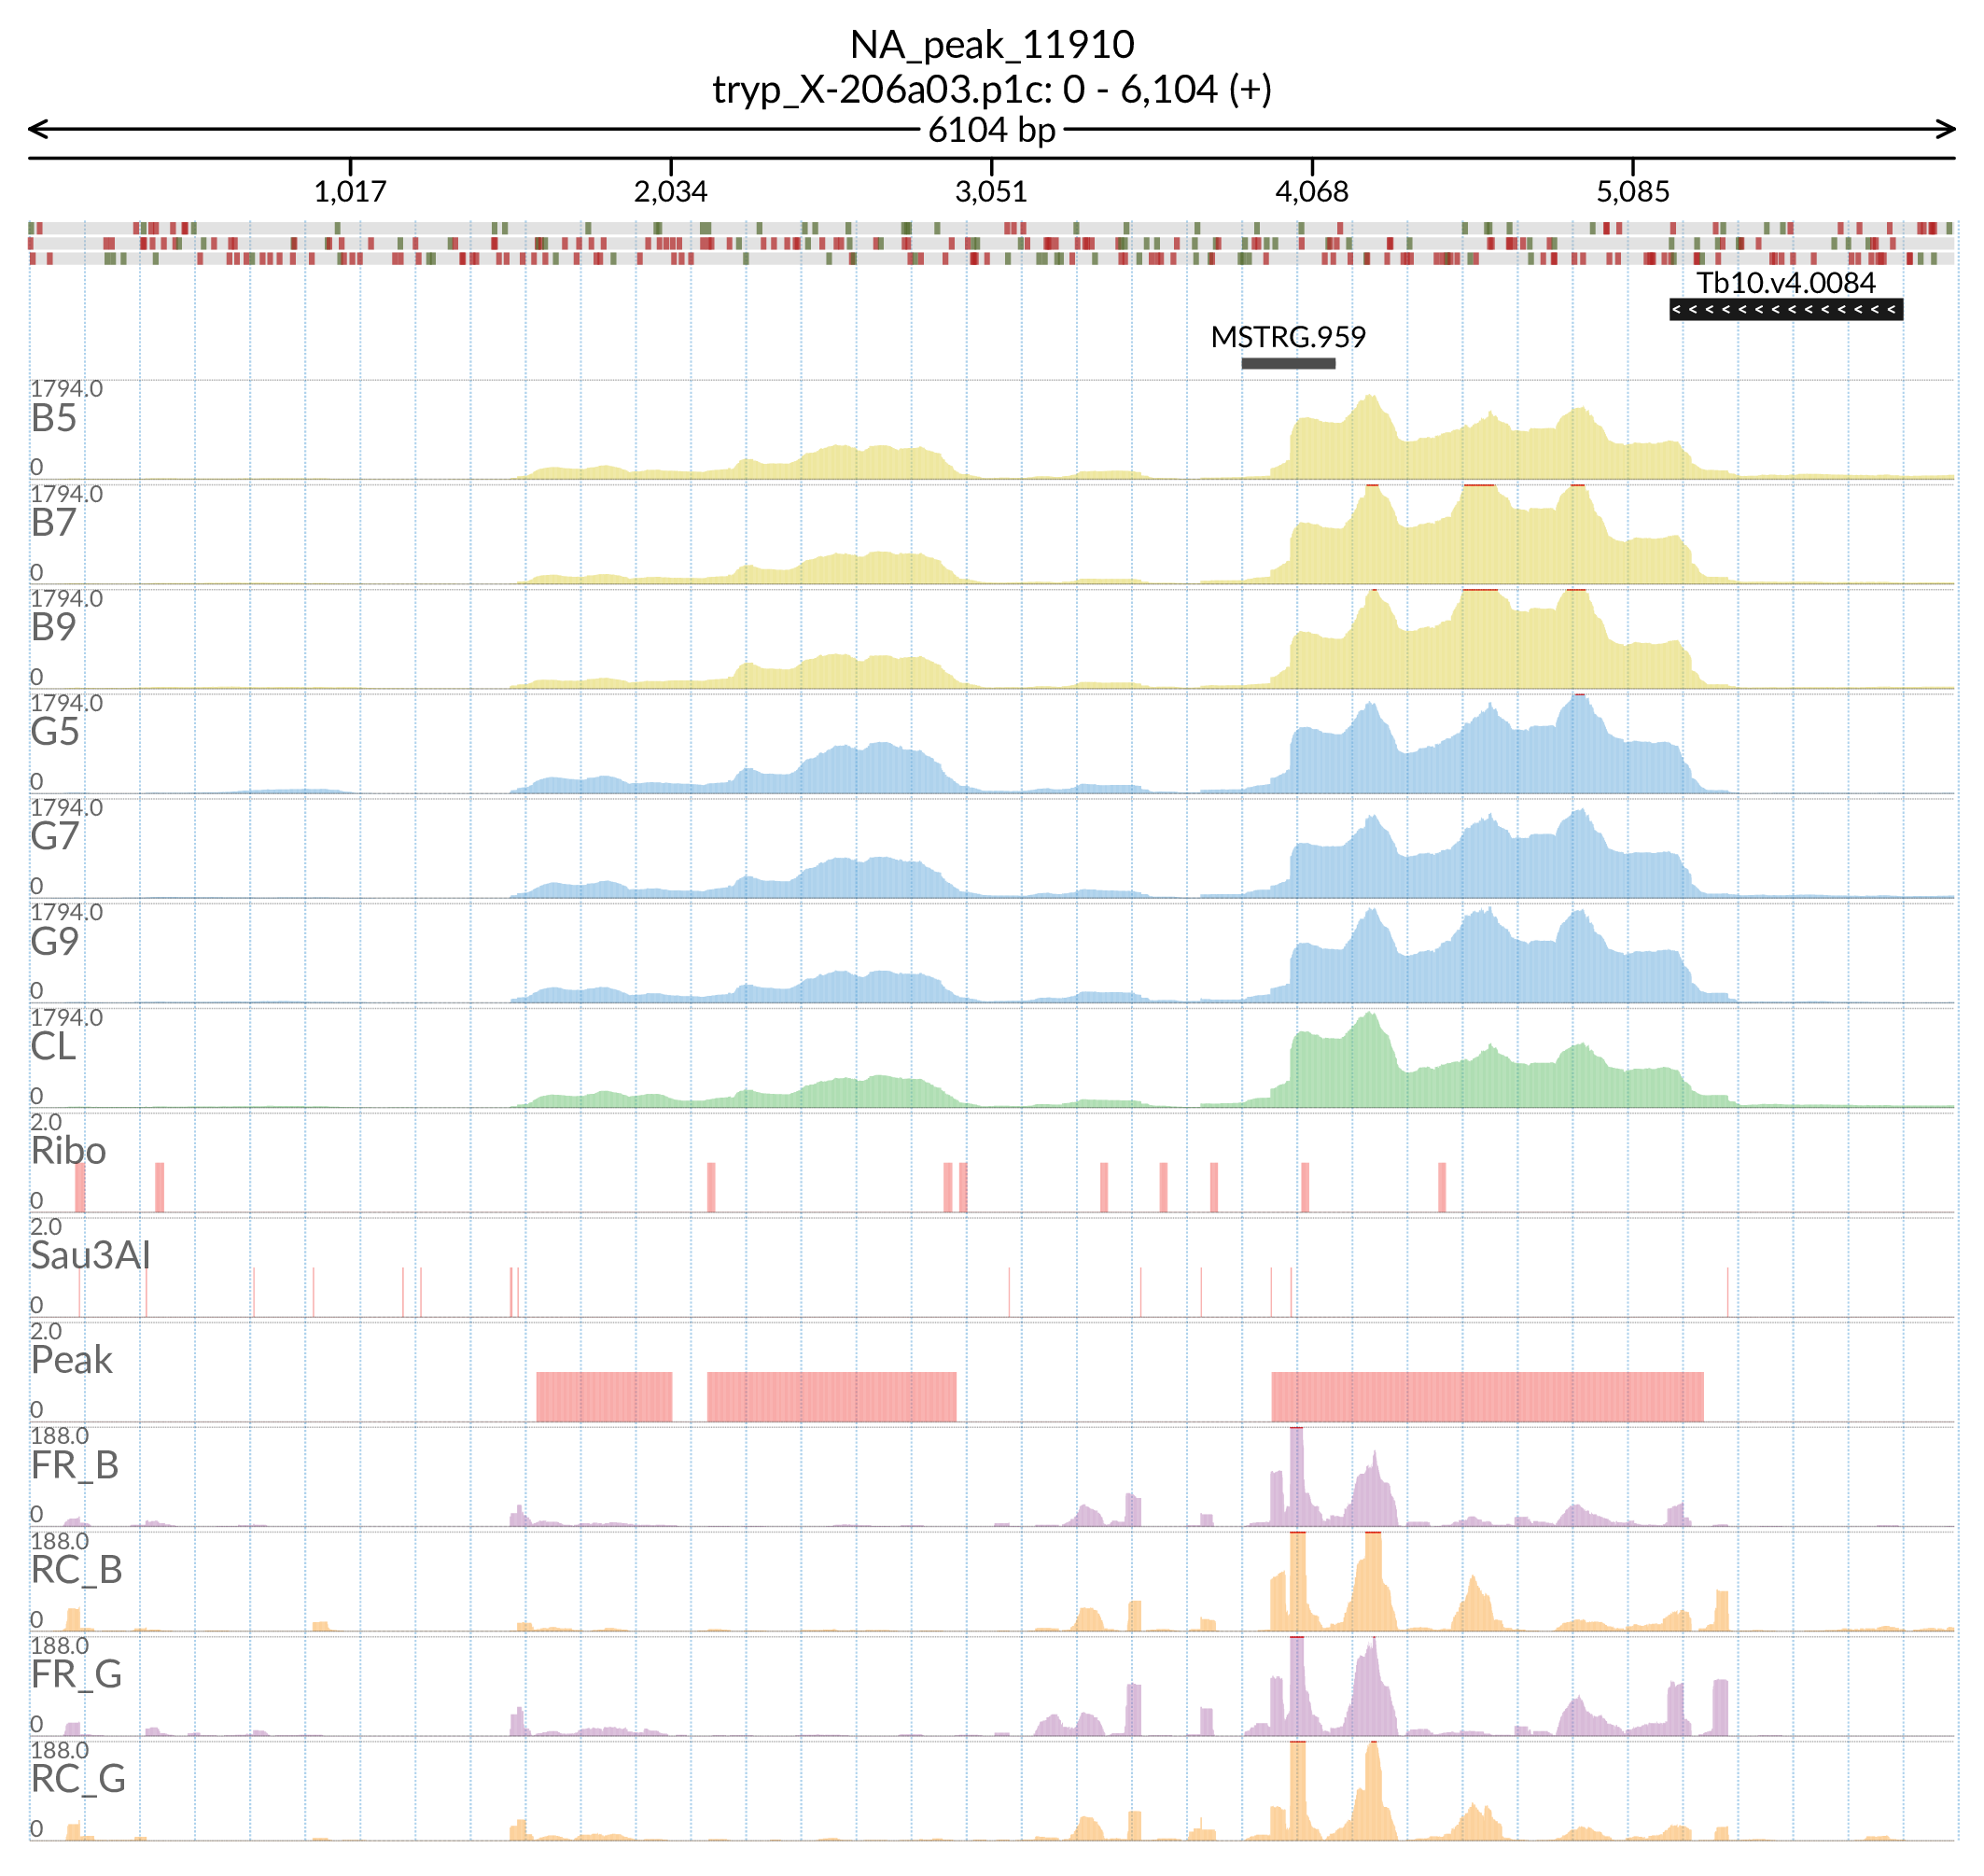 NA_peak_11910
tryp_X-206a03.p1c: 0 - 6,104 (+)
6104 bp
1,017 2,034 3,051 4,068 5,085
Tb10.v4.0084
MSTRG.959
1794.0
B5
0
1794.0
B7
0
1794.0
B9
0
1794.0
G5
0
1794.0
G7
0
1794.0
G9
0
1794.0
CL
0
2.0
Ribo
0
2.0
Sau3AI
0
2.0
Peak
0
188.0
FR_B
0
188.0
RC_B
0
188.0
FR_G
0
188.0
RC_G
0